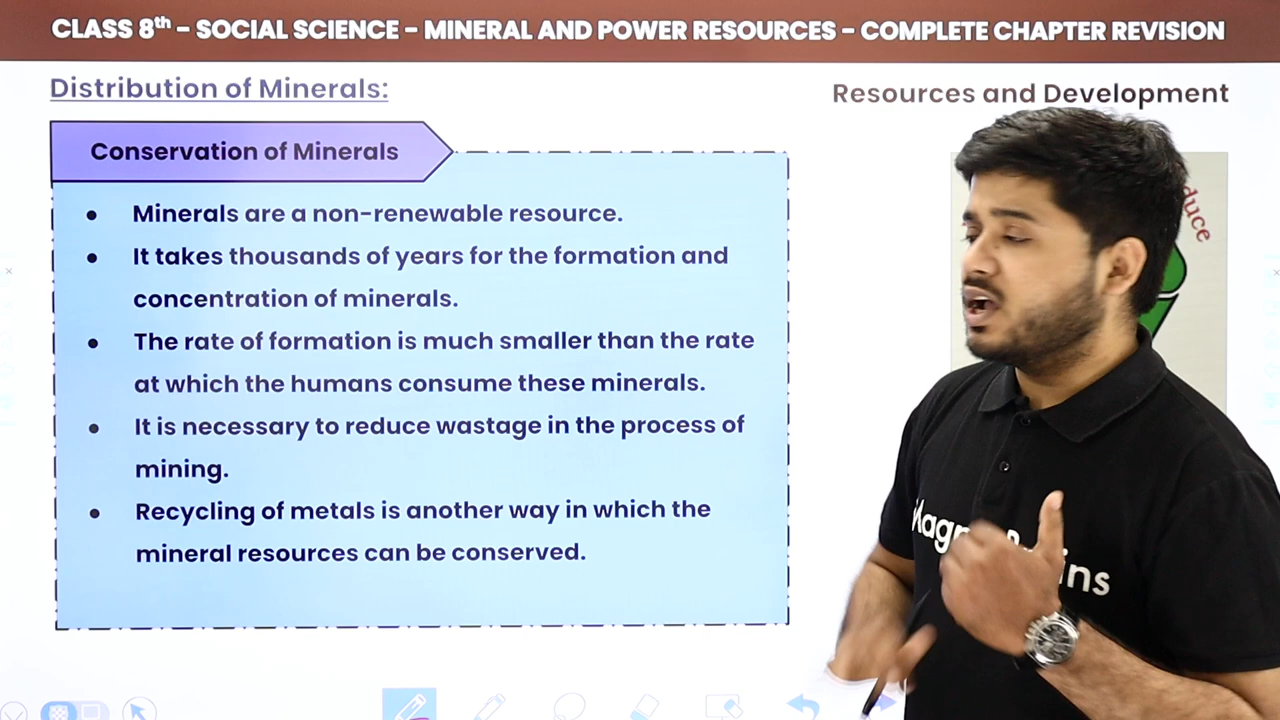 CLASS 8th – SOCIAL SCIENCE – MINERAL AND POWER RESOURCES – COMPLETE CHAPTER REVISION
Distribution of Minerals:
Resources and Development
Conservation of Minerals
• Minerals are a non-renewable resource.
• It takes thousands of years for the formation and
concentration of minerals.
• The rate of formation is much smaller than the rate
at which the humans consume these minerals.
• It is necessary to reduce wastage in the process of
mining.
• Recycling of metals is another way in which the
mineral resources can be conserved.